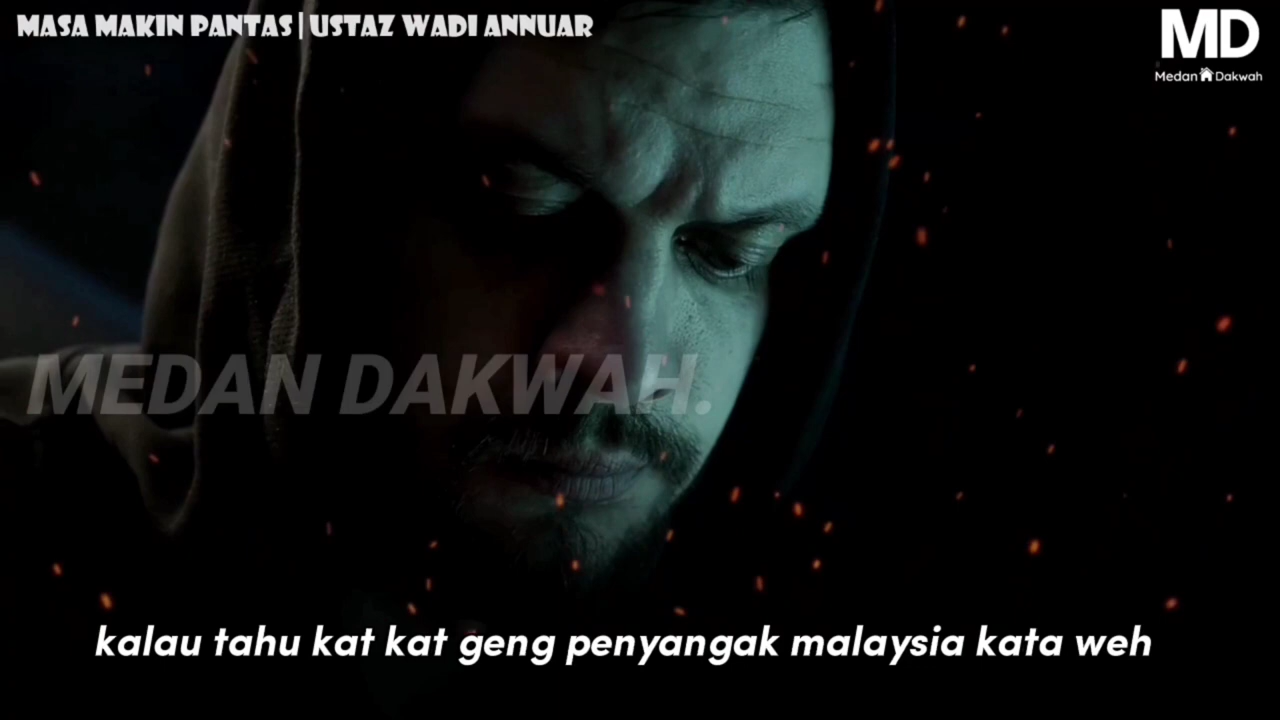 MASA MAKIN PANTAS | USTAZ WADI ANNUAR
MD
Medan Dakwah
MEDAN DAKWAH.
kalau tahu kat kat geng penyangak malaysia kata weh